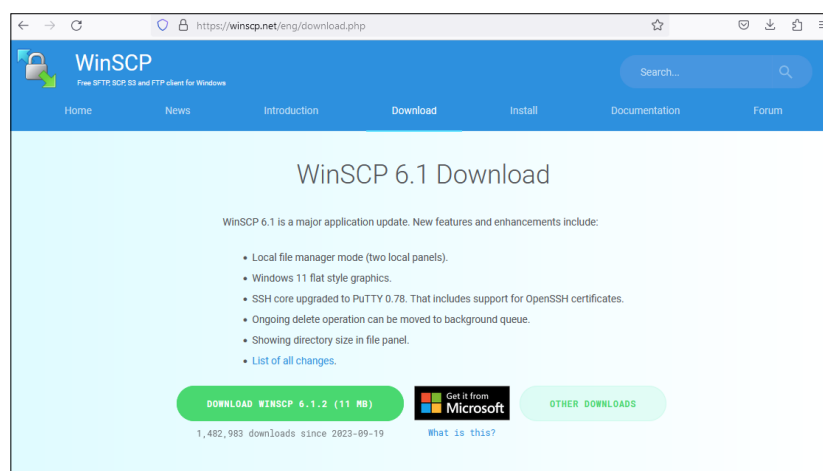 https://winscp.net/eng/download.php
WinSCP
Free SFTP, SCP, S3 and FTP client for Windows
Search...
Home News Introduction Download Install Documentation Forum
WinSCP 6.1 Download
WinSCP 6.1 is a major application update. New features and enhancements include:
• Local file manager mode (two local panels).
• Windows 11 flat style graphics.
• SSH core upgraded to PuTTY 0.78. That includes support for OpenSSH certificates.
• Ongoing delete operation can be moved to background queue.
• Showing directory size in file panel.
• List of all changes.
DOWNLOAD WINSCP 6.1.2 (11 MB)
Get it from
Microsoft
OTHER DOWNLOADS
1,482,983 downloads since 2023-09-19
What is this?